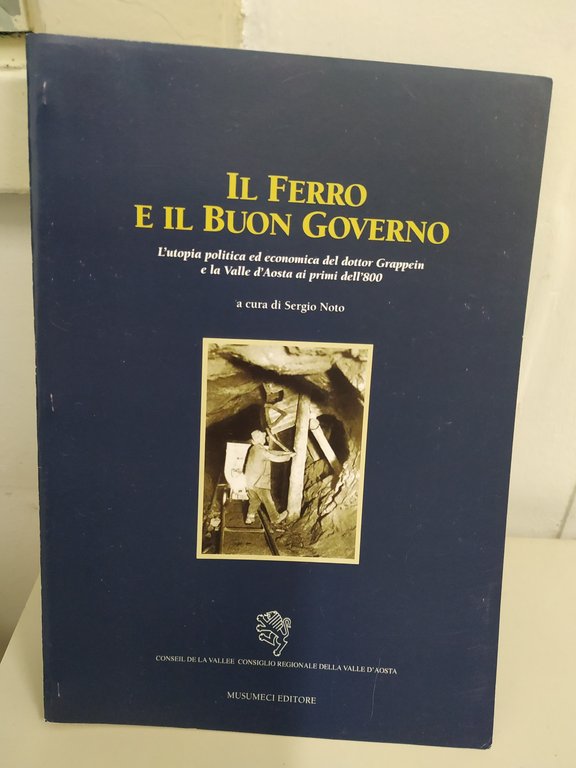 IL FERRO
E IL BUON GOVERNO
L'utopia politica ed economica del dottor Grappein
e la Valle d'Aosta ai primi dell'800
a cura di Sergio Noto
CONSEIL DE LA VALLEE CONSIGLIO REGIONALE DELLA VALLE D'AOSTA
MUSUMECI EDITORE